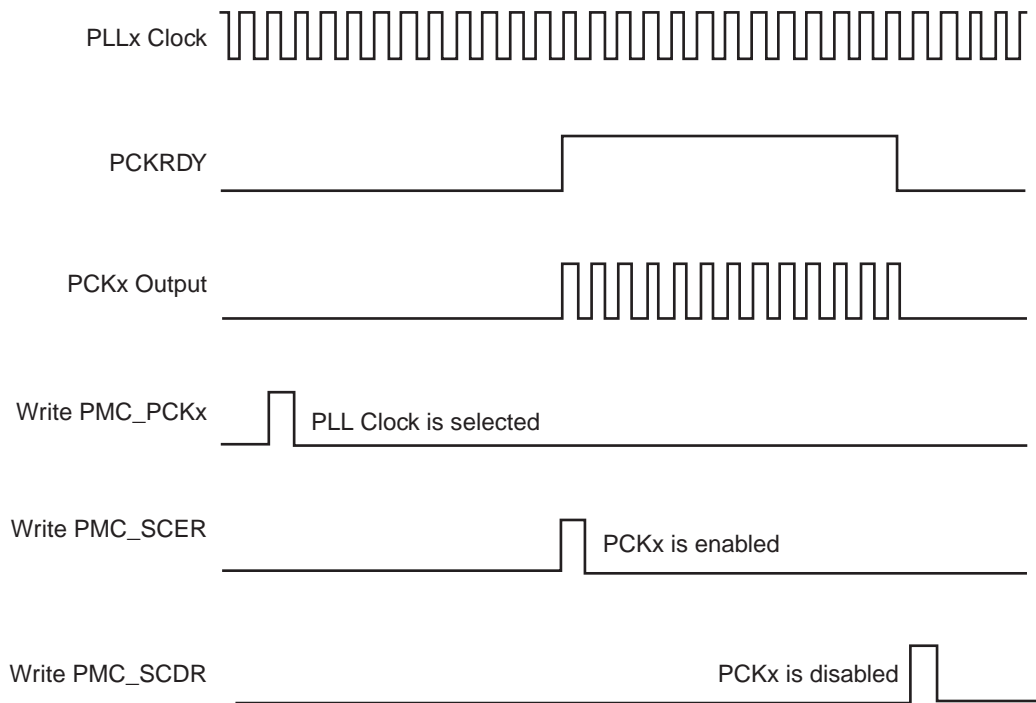 PLLx Clock
PCKRDY
PCKx Output
Write PMC_PCKx
PLL Clock is selected
Write PMC_SCER
PCKx is enabled
Write PMC_SCDR
PCKx is disabled